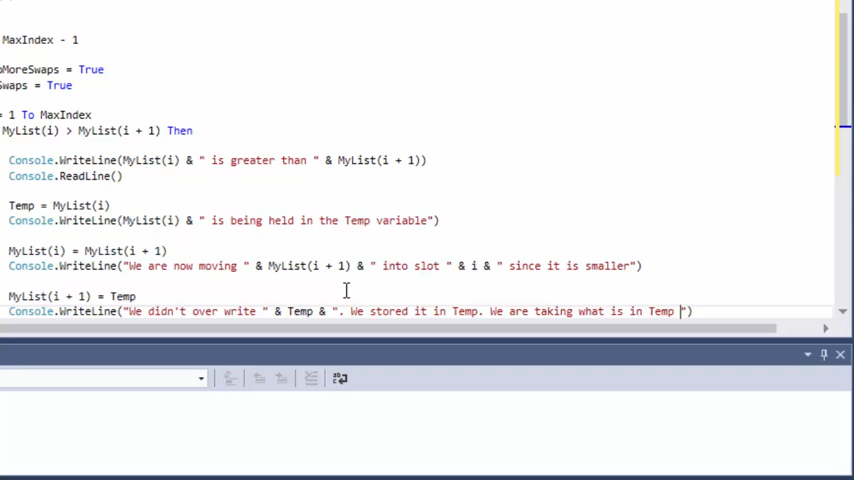 MaxIndex - 1
oMoreSwaps = True
Swaps = True
= 1 To MaxIndex
MyList(i) > MyList(i + 1) Then
Console.WriteLine(MyList(i) & " is greater than " & MyList(i + 1))
Console.ReadLine()
Temp = MyList(i)
Console.WriteLine(MyList(i) & " is being held in the Temp variable")
MyList(i) = MyList(i + 1)
Console.WriteLine("We are now moving " & MyList(i + 1) & " into slot " & i & " since it is smaller")
MyList(i + 1) = Temp
Console.WriteLine("We didn't over write " & Temp & ". We stored it in Temp. We are taking what is in Temp ")